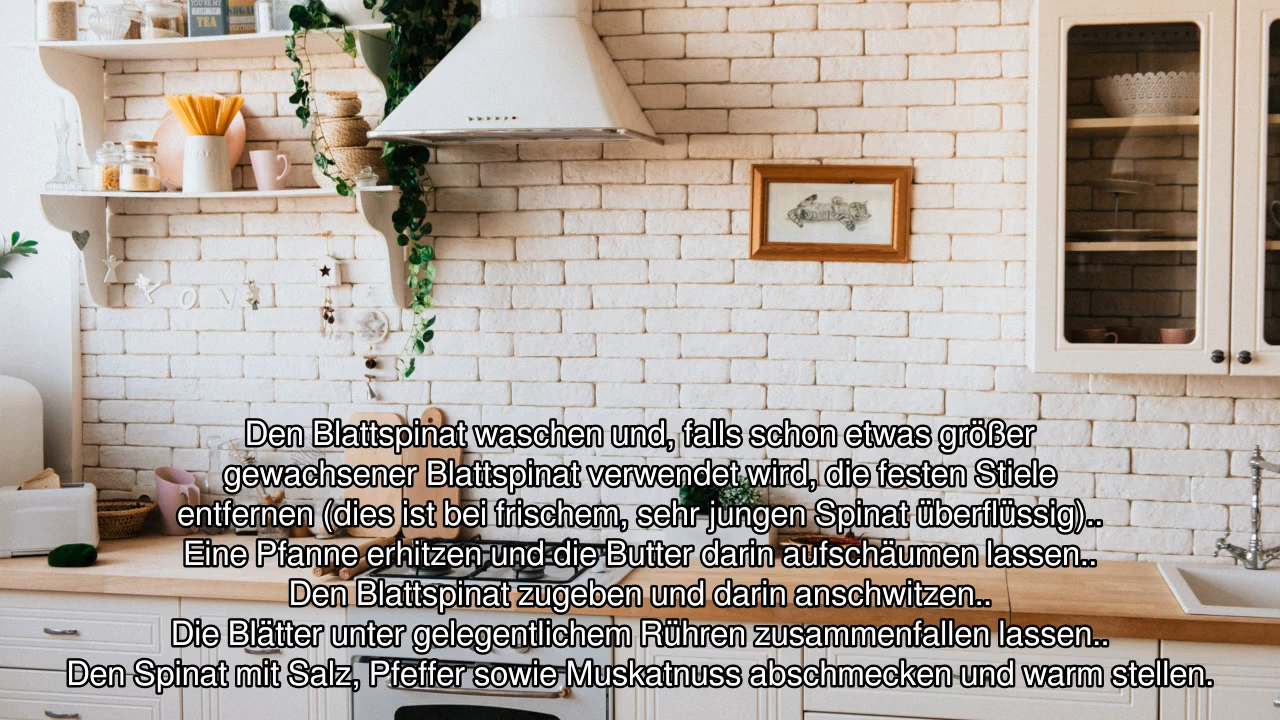 TEA
SUGAR
Den Blattspinat waschen und, falls schon etwas größer
gewachsener Blattspinat verwendet wird, die festen Stiele
entfernen (dies ist bei frischem, sehr jungen Spinat überflüssig)..
Eine Pfanne erhitzen und die Butter darin aufschäumen lassen..
Den Blattspinat zugeben und darin anschwitzen..
Die Blätter unter gelegentlichem Rühren zusammenfallen lassen..
Den Spinat mit Salz, Pfeffer sowie Muskatnuss abschmecken und warm stellen.